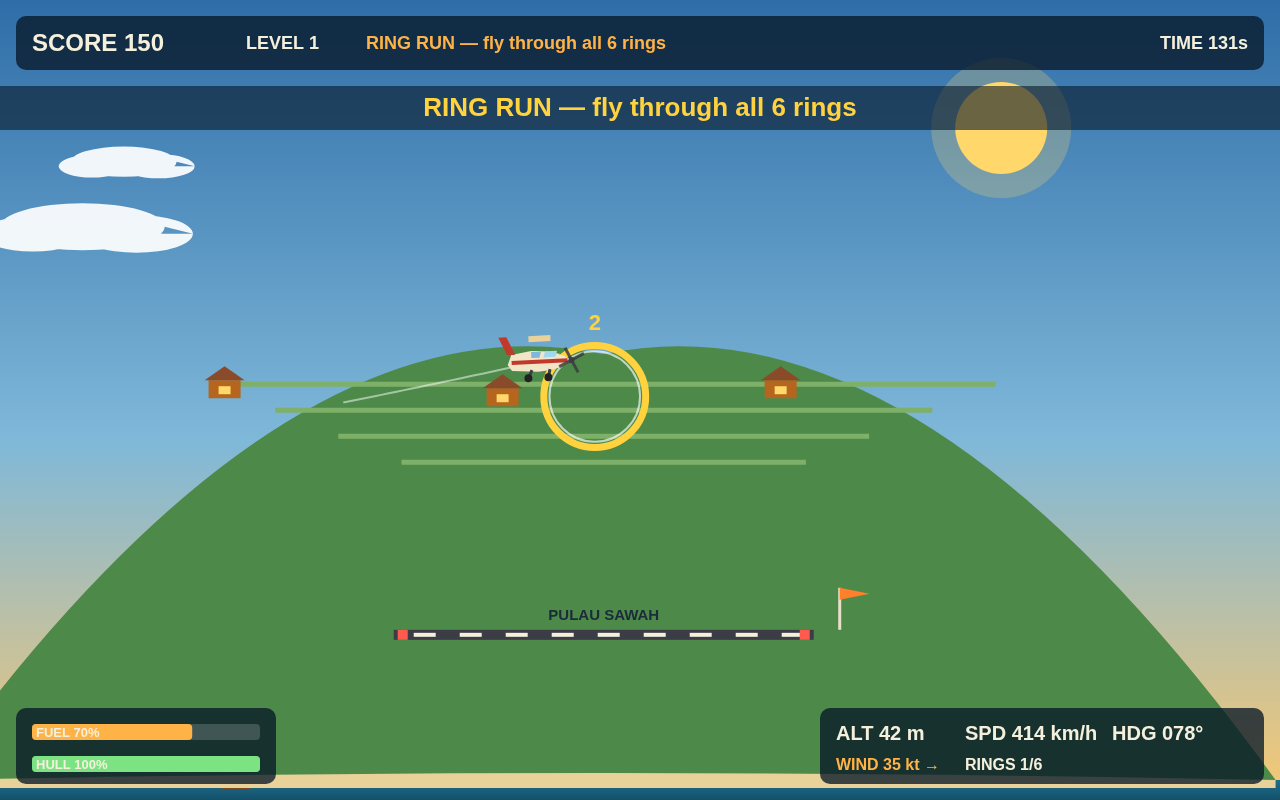 SCORE 150
LEVEL 1
RING RUN — fly through all 6 rings
TIME 131s
RING RUN — fly through all 6 rings
2
PULAU SAWAH
FUEL 70%
HULL 100%
ALT 42 m
SPD 414 km/h
HDG 078°
WIND 35 kt →
RINGS 1/6